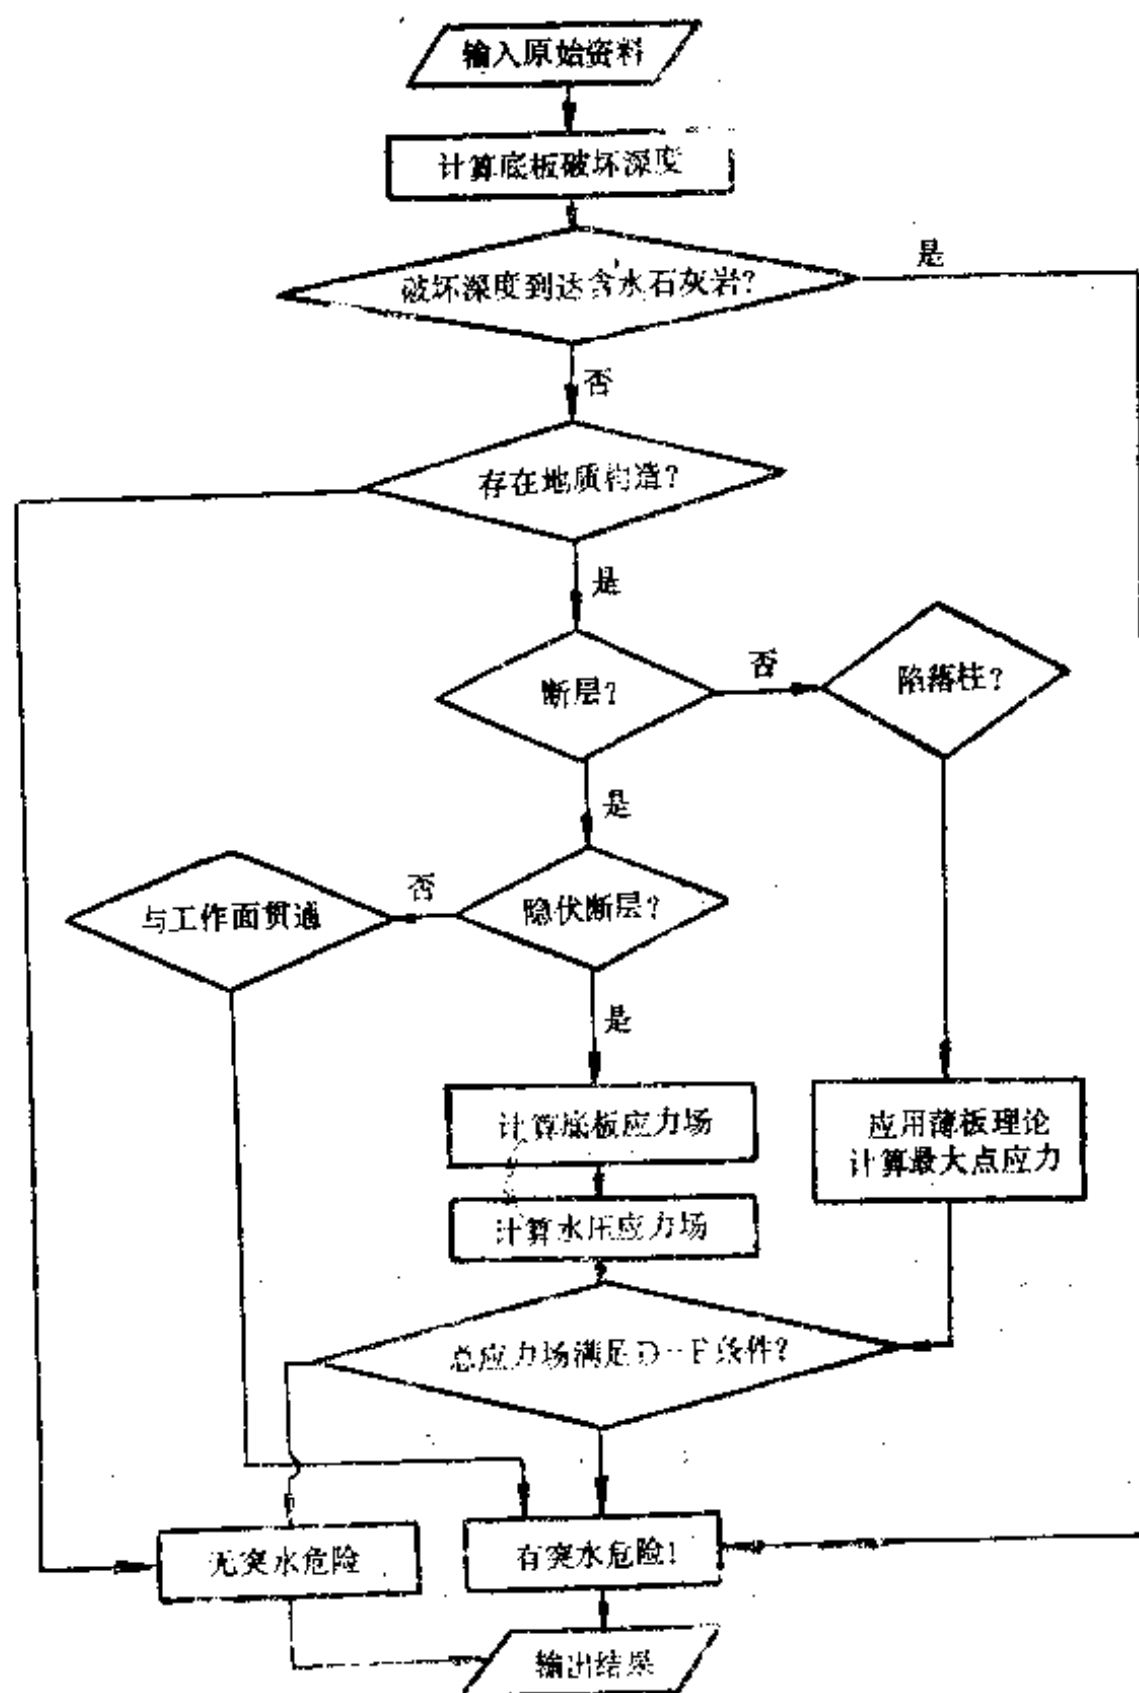 输入原始资料
计算底板破坏深度
破坏深度到达含水石灰岩?
是
否
存在地质构造?
是
断层?
否
陷落柱?
是
与工作面贯通
否
隐伏断层?
是
计算底板应力场
应用薄板理论
计算最大点应力
计算水压应力场
总应力场满足D-P条件?
无突水危险
有突水危险!
输出结果